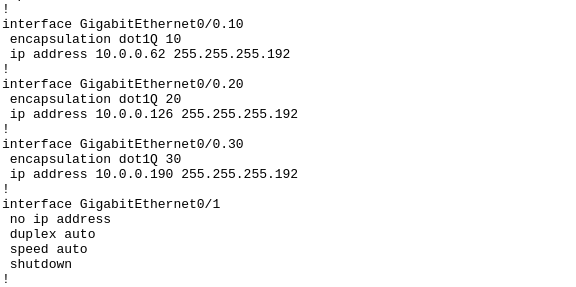 !
interface GigabitEthernet0/0.10
 encapsulation dot1Q 10
 ip address 10.0.0.62 255.255.255.192
!
interface GigabitEthernet0/0.20
 encapsulation dot1Q 20
 ip address 10.0.0.126 255.255.255.192
!
interface GigabitEthernet0/0.30
 encapsulation dot1Q 30
 ip address 10.0.0.190 255.255.255.192
!
interface GigabitEthernet0/1
 no ip address
 duplex auto
 speed auto
 shutdown
!